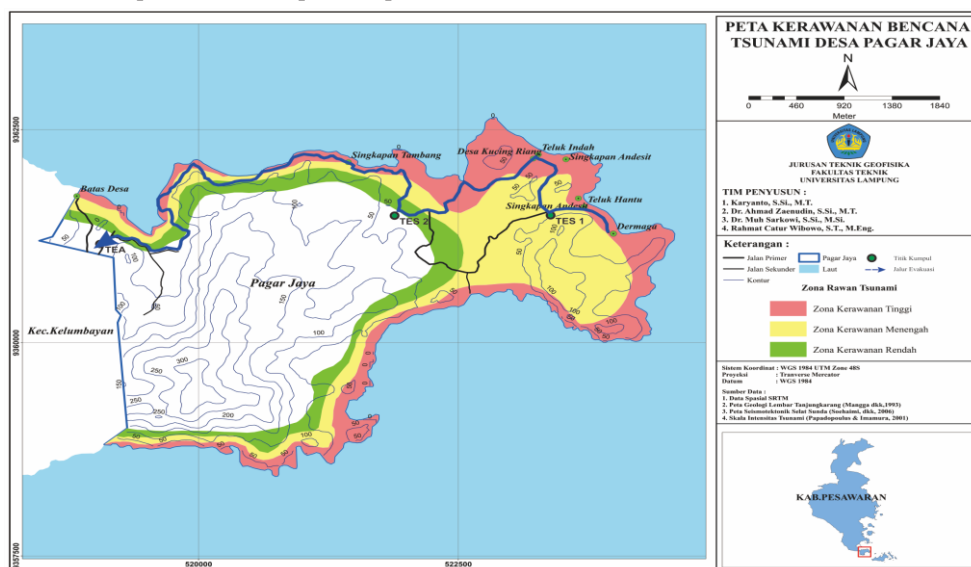 PETA KERAWANAN BENCANA
TSUNAMI DESA PAGAR JAYA
N
0 460 920 1380 1840
Meter
JURUSAN TEKNIK GEOFISIKA
FAKULTAS TEKNIK
UNIVERSITAS LAMPUNG
TIM PENYUSUN :
1. Karyanto, S.Si., M.T.
2. Dr. Ahmad Zaenudin, S.Si., M.T.
3. Dr. Muh Sarkowi, S.Si., M.Si.
4. Rahmat Catur Wibowo, S.T., M.Eng.
Keterangan :
Jalan Primer
Pagar Jaya
Titik Kumpul
Jalan Sekunder
Laut
Jalur Evakuasi
Kontur
Zona Rawan Tsunami
Zona Kerawanan Tinggi
Zona Kerawanan Menengah
Zona Kerawanan Rendah
Sistem Koordinat : WGS 1984 UTM Zone 48S
Proyeksi : Tranverse Mercator
Datum : WGS 1984
Sumber Data :
1. Data Spasial SRTM
2. Peta Geologi Lembar Tanjungkarang (Mangga dkk,1993)
3. Peta Seismotektonik Selat Sunda (Soehaimi, dkk, 2006)
4. Skala Intensitas Tsunami (Papadopoulus & Imamura, 2001)
KAB.PESAWARAN
9362500
9360000
9357500
520000
522500
Batas Desa
TEA
Singkapan Tambang
Desa Kucing Riang
Teluk Indah
Singkapan Andesit
Teluk Hantu
Singkapan Andesit
TES 1
TES 2
Dermaga
Pagar Jaya
Kec.Kelumbayan